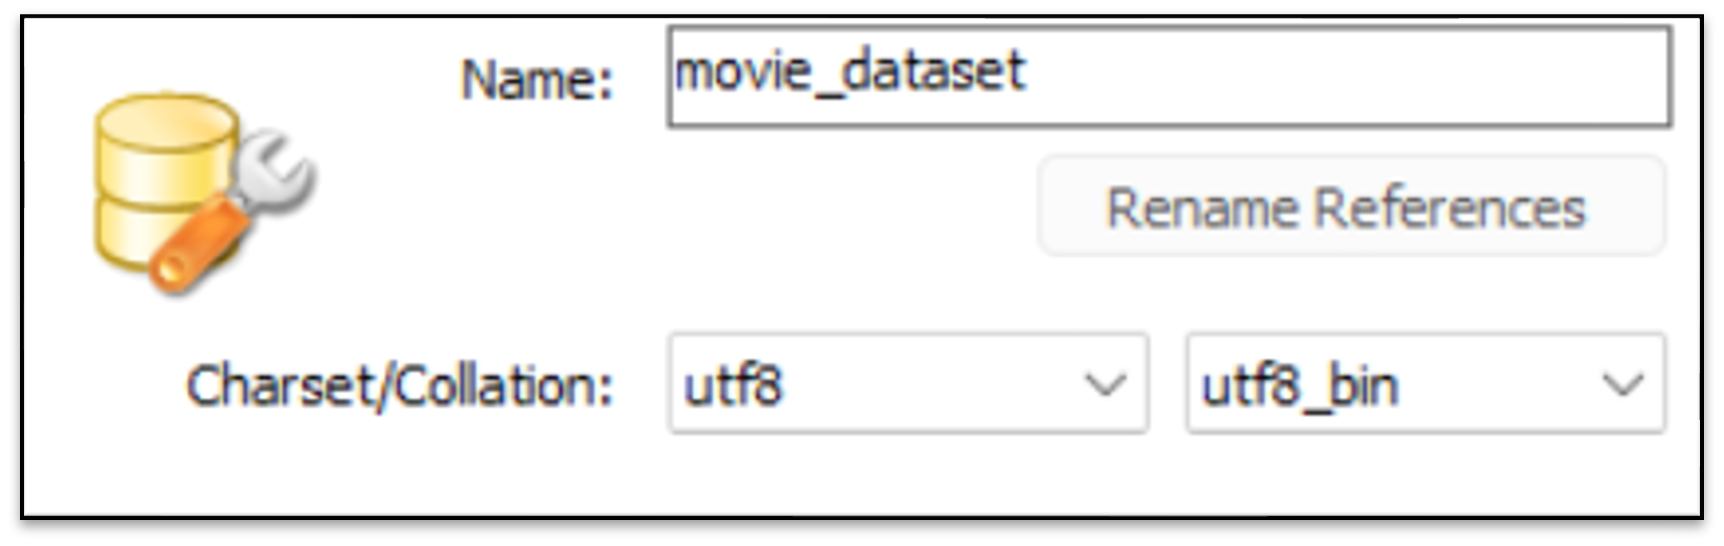 Name: movie_dataset
Rename References
Charset/Collation: utf8 utf8_bin